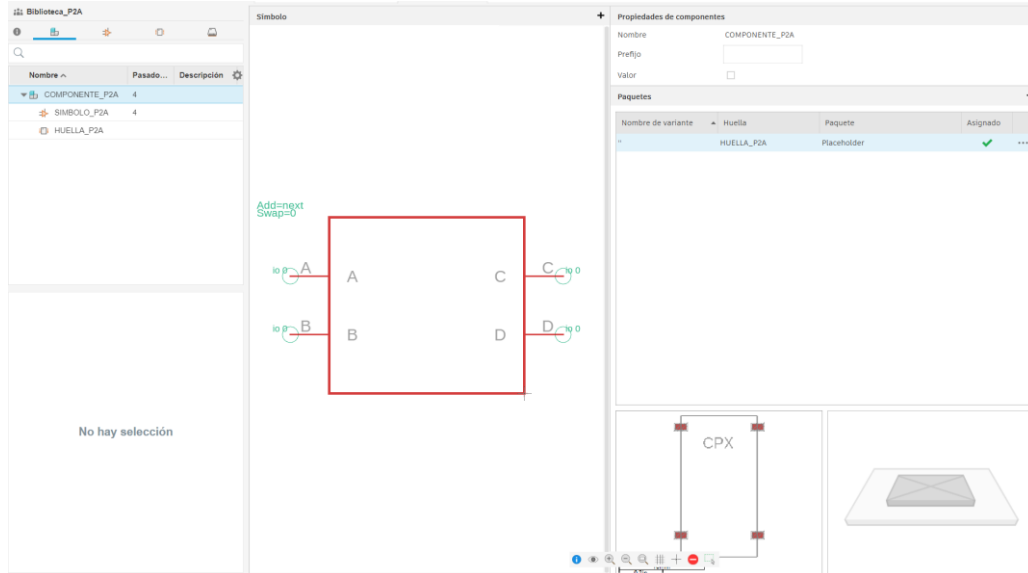 Biblioteca_P2A
Nombre Pasado... Descripción
COMPONENTE_P2A 4
SIMBOLO_P2A 4
HUELLA_P2A
No hay selección
Símbolo
Add=next
Swap=0
io 0 A A C C io 0
io 0 B B D D io 0
Propiedades de componentes
Nombre COMPONENTE_P2A
Prefijo
Valor
Paquetes
Nombre de variante Huella Paquete Asignado
'' HUELLA_P2A Placeholder
CPX